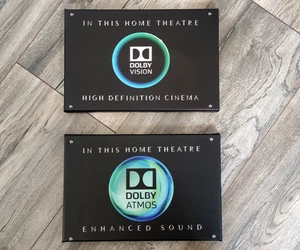 IN THIS HOME THEATRE
DOLBY
VISION
HIGH DEFINITION CINEMA
IN THIS HOME THEATRE
DOLBY
ATMOS
ENHANCED SOUND